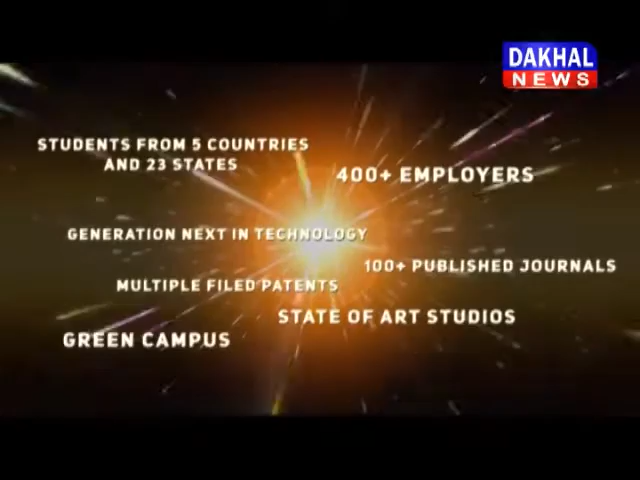 DAKHAL
NEWS
STUDENTS FROM 5 COUNTRIES
AND 23 STATES
400+ EMPLOYERS
GENERATION NEXT IN TECHNOLOGY
100+ PUBLISHED JOURNALS
MULTIPLE FILED PATENTS
STATE OF ART STUDIOS
GREEN CAMPUS